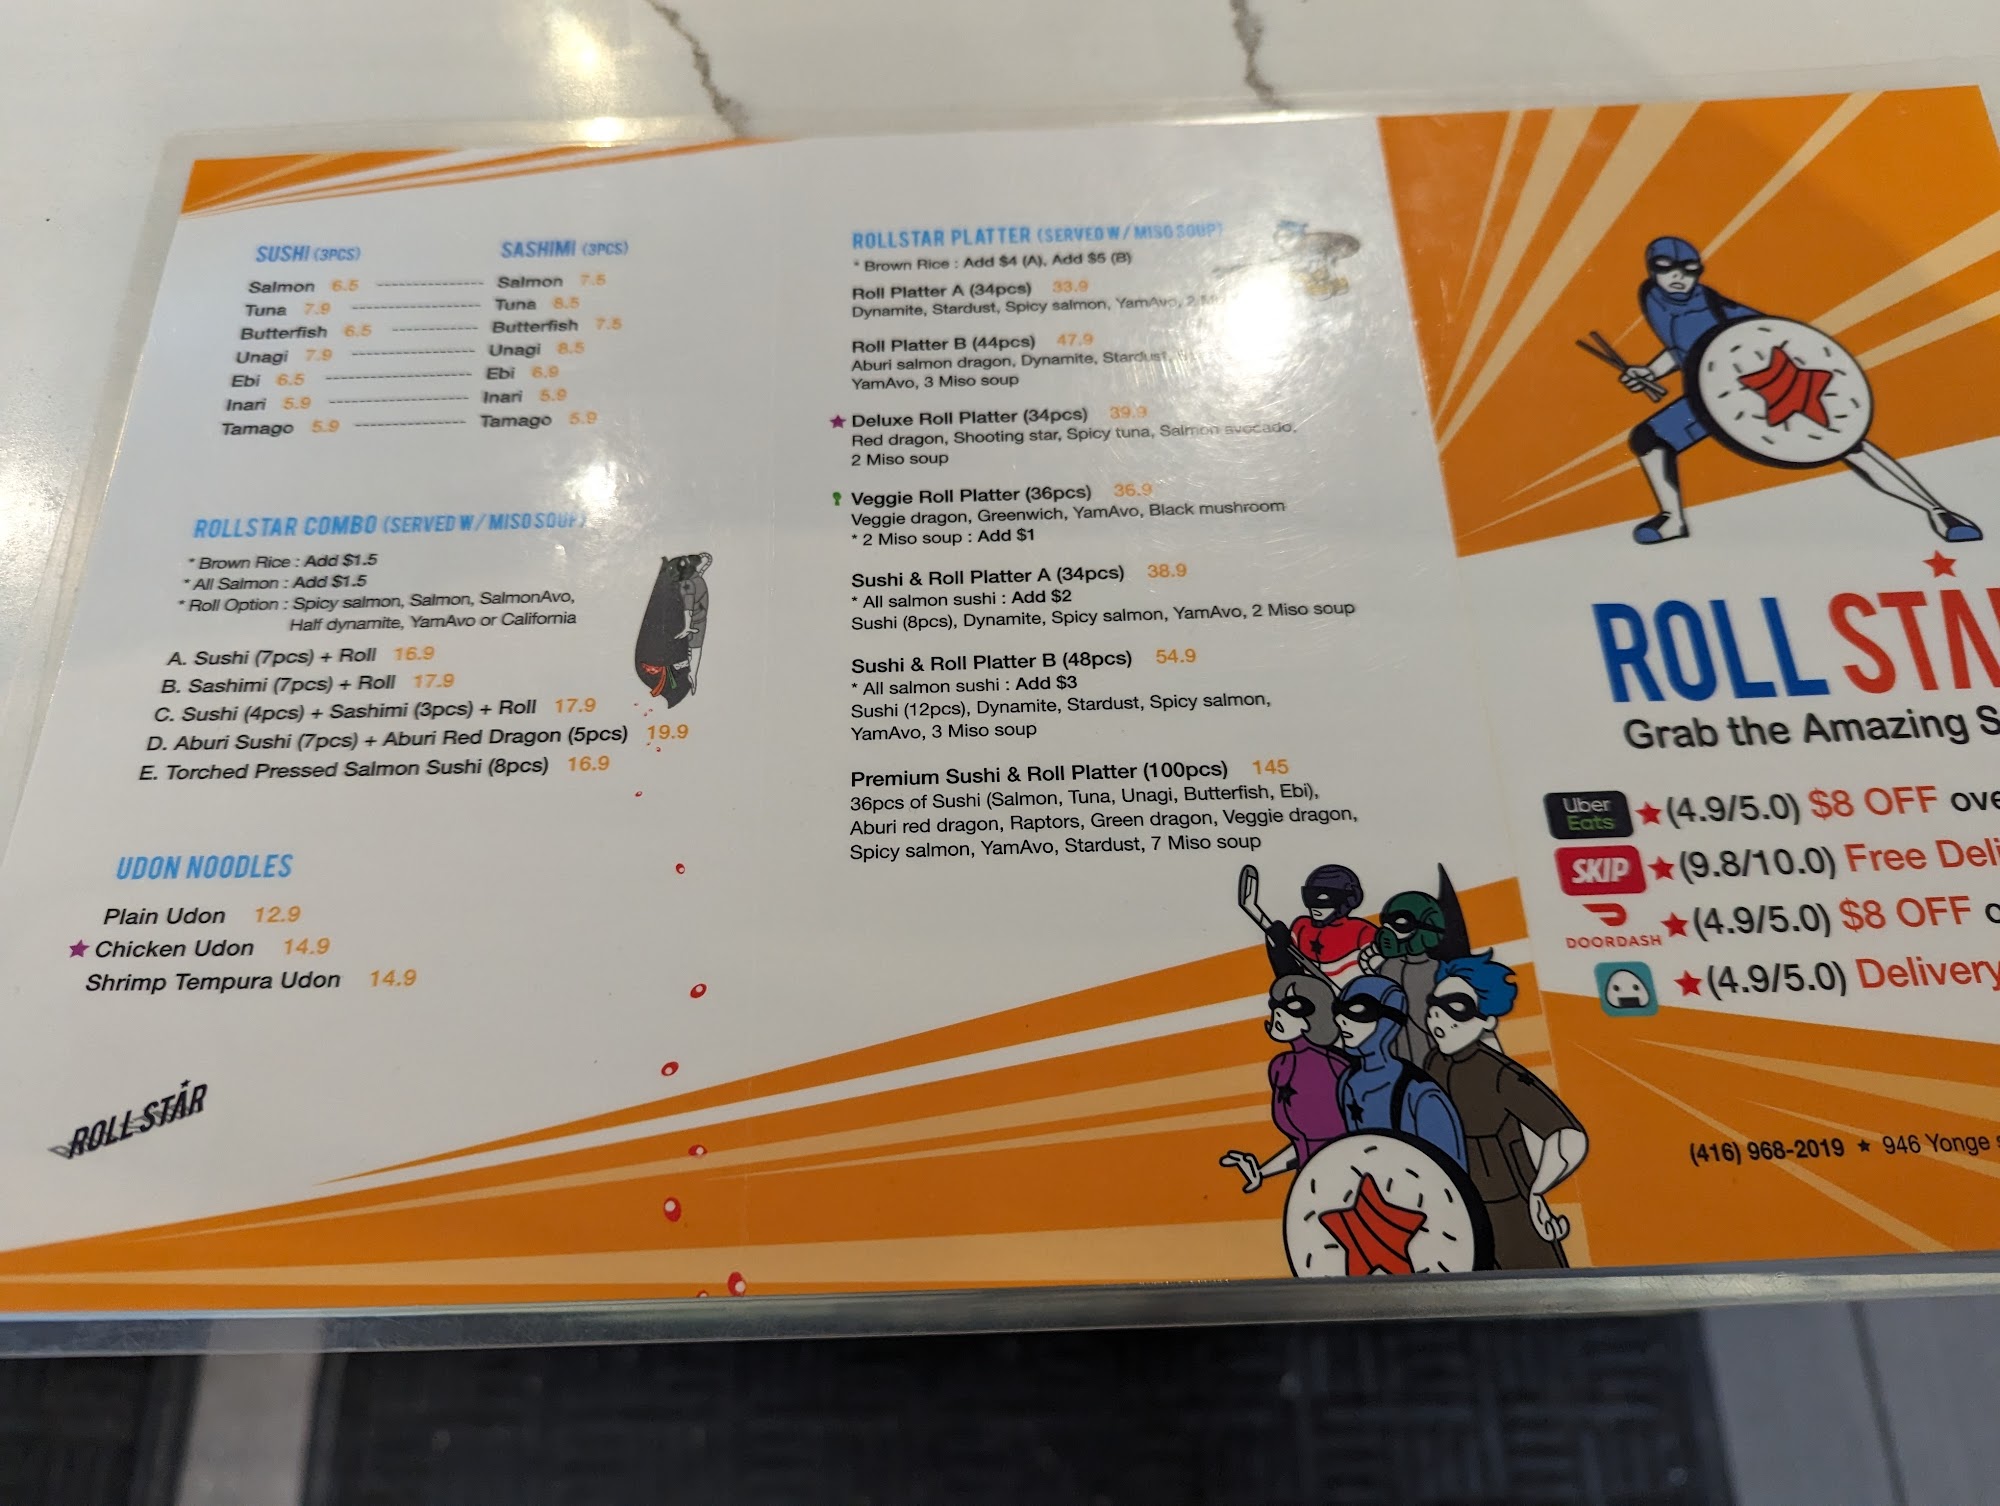 SUSHI (3PCS)
Salmon 6.5
Tuna 7.9
Butterfish 6.5
Unagi 7.9
Ebi 6.5
Inari 5.9
Tamago 5.9
SASHIMI (3PCS)
Salmon 7.5
Tuna 8.5
Butterfish 7.5
Unagi 8.5
Ebi 6.9
Inari 5.9
Tamago 5.9
ROLLSTAR COMBO (SERVED W/ MISO SOUP)
* Brown Rice : Add $1.5
* All Salmon : Add $1.5
* Roll Option : Spicy salmon, Salmon, SalmonAvo,
Half dynamite, YamAvo or California
A. Sushi (7pcs) + Roll 16.9
B. Sashimi (7pcs) + Roll 17.9
C. Sushi (4pcs) + Sashimi (3pcs) + Roll 17.9
D. Aburi Sushi (7pcs) + Aburi Red Dragon (5pcs) 19.9
E. Torched Pressed Salmon Sushi (8pcs) 16.9
UDON NOODLES
Plain Udon 12.9
★ Chicken Udon 14.9
Shrimp Tempura Udon 14.9
ROLL STAR
ROLLSTAR PLATTER (SERVED W/ MISO SOUP)
* Brown Rice : Add $4 (A), Add $5 (B)
Roll Platter A (34pcs) 33.9
Dynamite, Stardust, Spicy salmon, YamAvo, 2
Roll Platter B (44pcs) 47.9
Aburi salmon dragon, Dynamite, Stardust,
YamAvo, 3 Miso soup
★ Deluxe Roll Platter (34pcs) 39.9
Red dragon, Shooting star, Spicy tuna, Salmon avocado,
2 Miso soup
Veggie Roll Platter (36pcs) 36.9
Veggie dragon, Greenwich, YamAvo, Black mushroom
* 2 Miso soup : Add $1
Sushi & Roll Platter A (34pcs) 38.9
* All salmon sushi : Add $2
Sushi (8pcs), Dynamite, Spicy salmon, YamAvo, 2 Miso soup
Sushi & Roll Platter B (48pcs) 54.9
* All salmon sushi : Add $3
Sushi (12pcs), Dynamite, Stardust, Spicy salmon,
YamAvo, 3 Miso soup
Premium Sushi & Roll Platter (100pcs) 145
36pcs of Sushi (Salmon, Tuna, Unagi, Butterfish, Ebi),
Aburi red dragon, Raptors, Green dragon, Veggie dragon,
Spicy salmon, YamAvo, Stardust, 7 Miso soup
ROLL STA
Grab the Amazing S
Uber Eats ★ (4.9/5.0) $8 OFF ove
SKIP ★ (9.8/10.0) Free Deli
DOORDASH ★ (4.9/5.0) $8 OFF o
★ (4.9/5.0) Delivery
(416) 968-2019 ★ 946 Yonge s